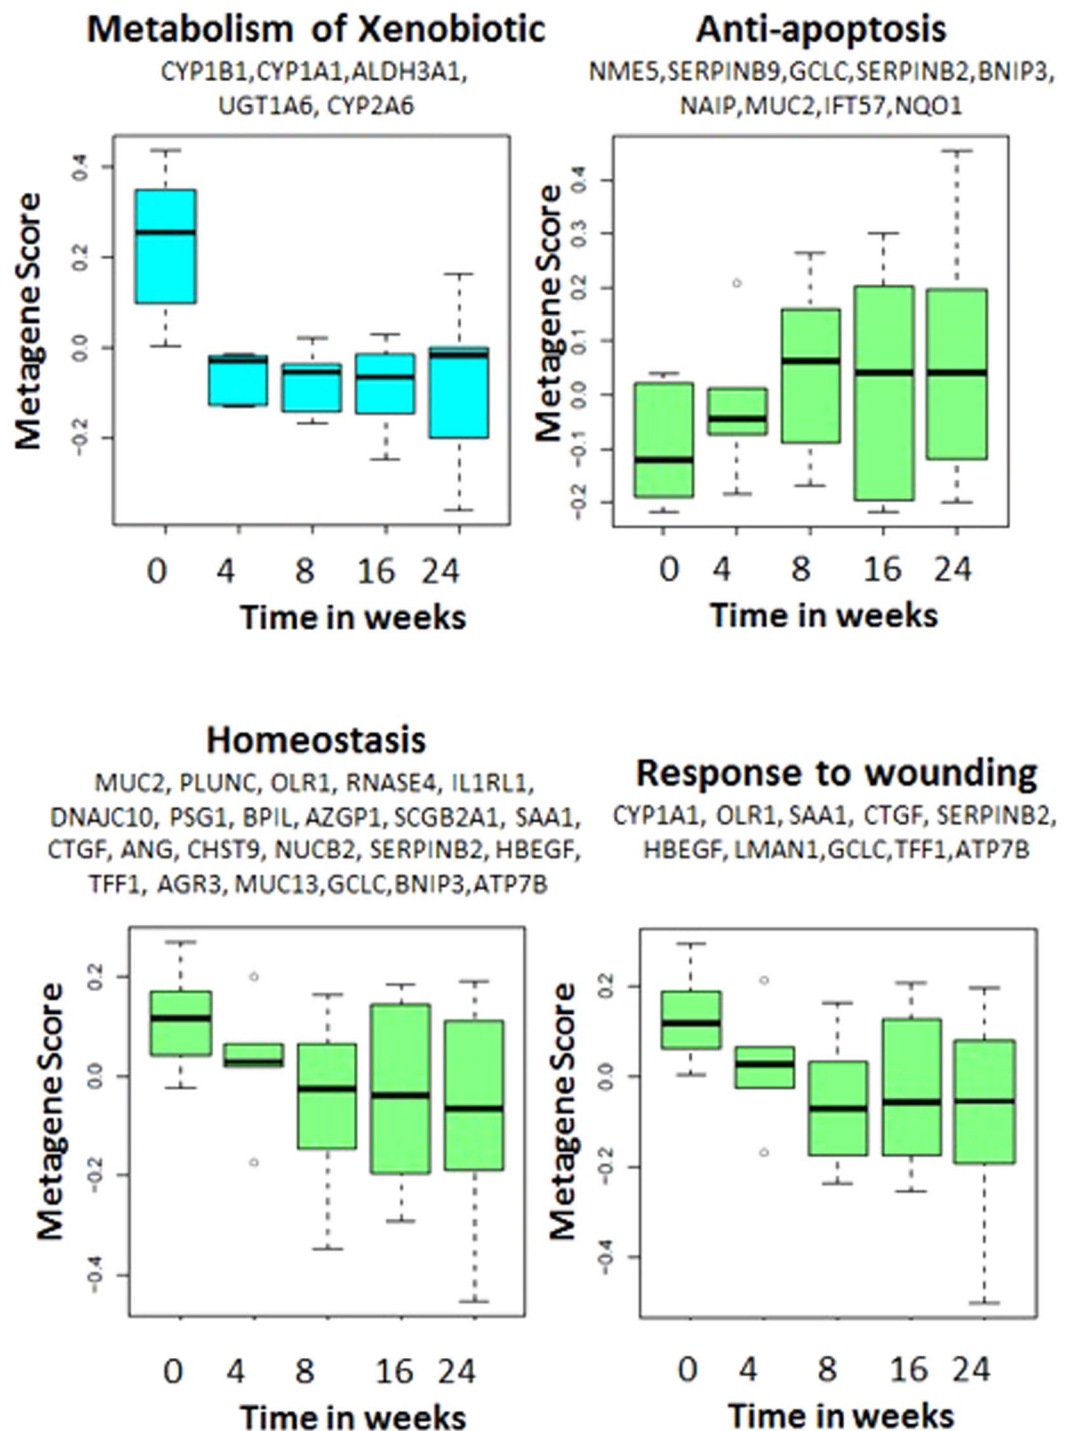 Metabolism of Xenobiotic
CYP1B1,CYP1A1,ALDH3A1,
UGT1A6, CYP2A6
Metagene Score
0.4
0.2
0.0
-0.2
0 4 8 16 24
Time in weeks
Anti-apoptosis
NME5,SERPINB9,GCLC,SERPINB2,BNIP3,
NAIP,MUC2,IFT57,NQO1
Metagene Score
0.4
0.3
0.2
0.1
0.0
-0.1
-0.2
0 4 8 16 24
Time in weeks
Homeostasis
MUC2, PLUNC, OLR1, RNASE4, IL1RL1,
DNAJC10, PSG1, BPIL, AZGP1, SCGB2A1, SAA1,
CTGF, ANG, CHST9, NUCB2, SERPINB2, HBEGF,
TFF1, AGR3, MUC13,GCLC,BNIP3,ATP7B
Metagene Score
0.2
0.0
-0.2
-0.4
0 4 8 16 24
Time in weeks
Response to wounding
CYP1A1, OLR1, SAA1, CTGF, SERPINB2,
HBEGF, LMAN1,GCLC,TFF1,ATP7B
Metagene Score
0.2
0.0
-0.2
-0.4
0 4 8 16 24
Time in weeks